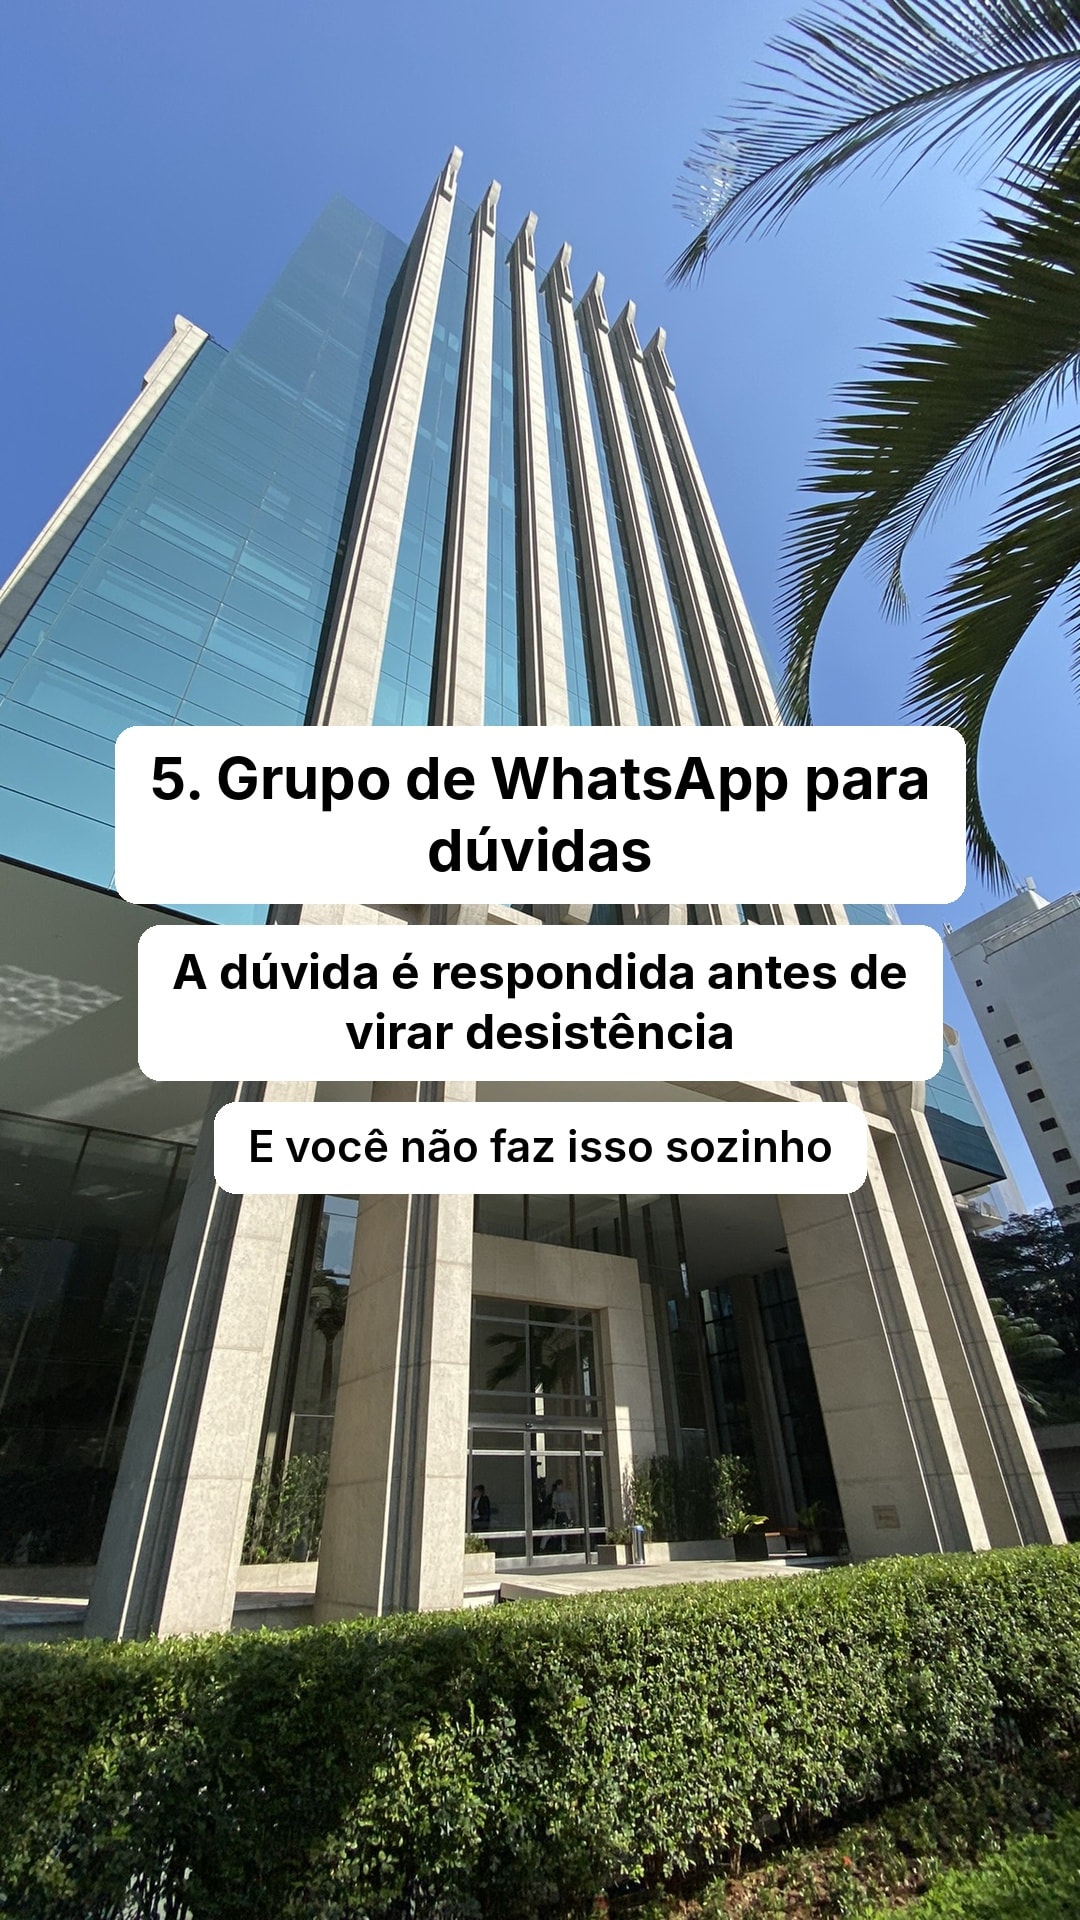 5. Grupo de WhatsApp para
dúvidas
A dúvida é respondida antes de
virar desistência
E você não faz isso sozinho